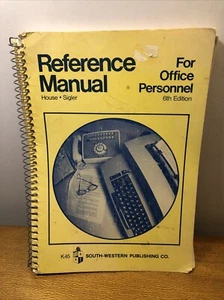 Reference
Manual
House • Sigler
For
Office
Personnel
6th Edition
K45
SOUTH-WESTERN PUBLISHING CO.